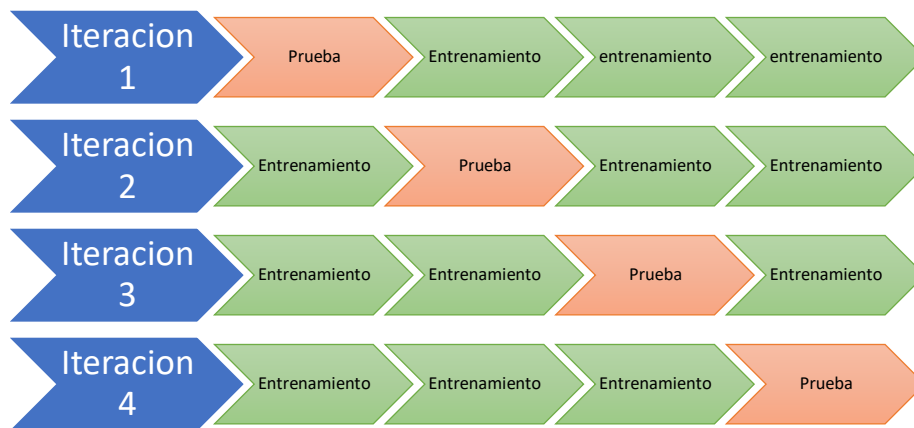 Iteracion
1
Prueba
Entrenamiento
entrenamiento
entrenamiento
Iteracion
2
Entrenamiento
Prueba
Entrenamiento
Entrenamiento
Iteracion
3
Entrenamiento
Entrenamiento
Prueba
Entrenamiento
Iteracion
4
Entrenamiento
Entrenamiento
Entrenamiento
Prueba